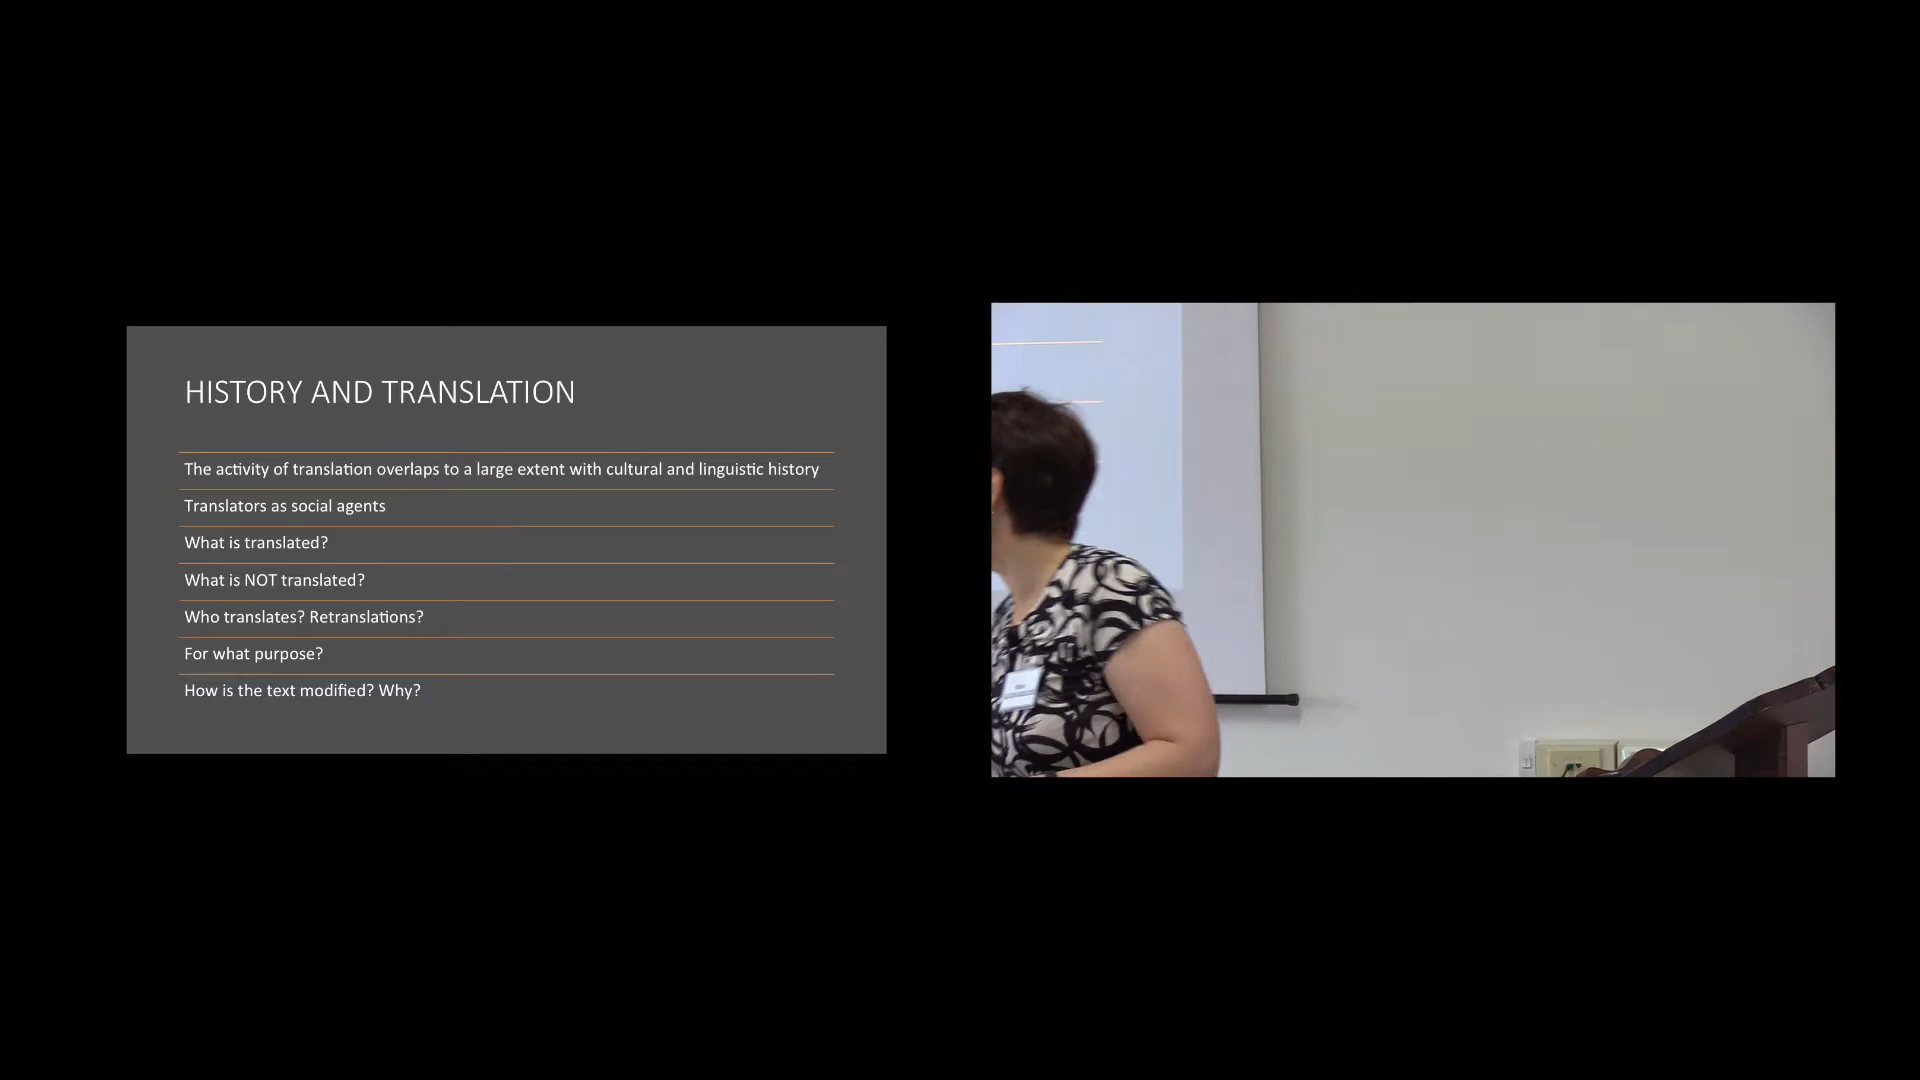 HISTORY AND TRANSLATION
The activity of translation overlaps to a large extent with cultural and linguistic history
Translators as social agents
What is translated?
What is NOT translated?
Who translates? Retranslations?
For what purpose?
How is the text modified? Why?